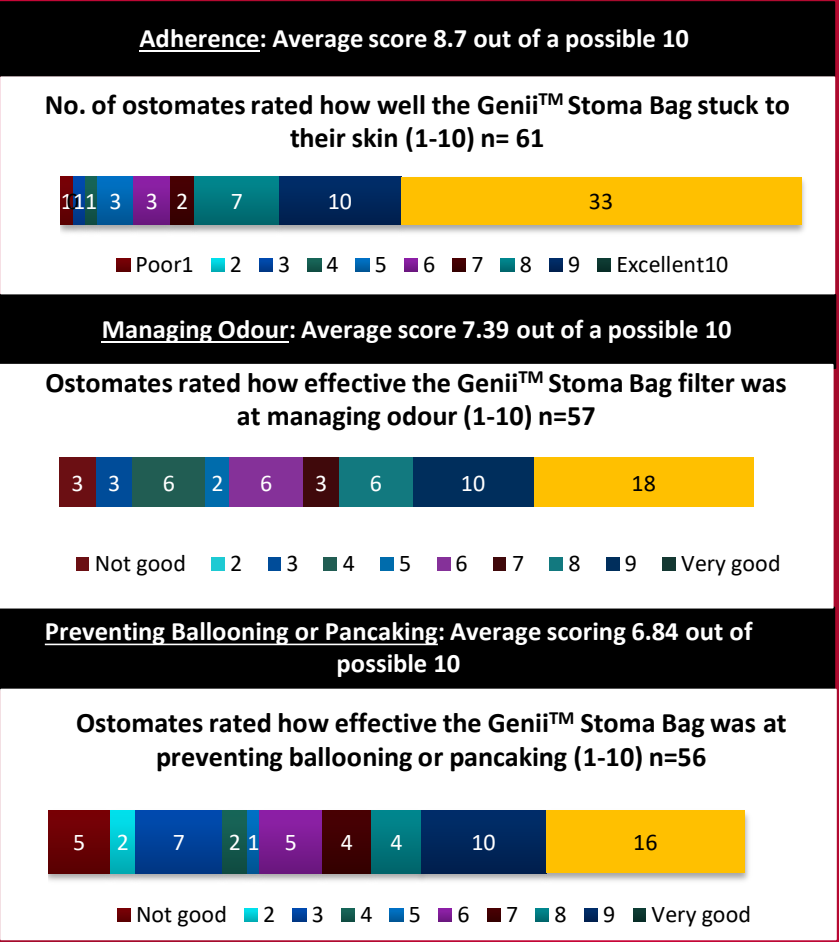 Adherence: Average score 8.7 out of a possible 10
No. of ostomates rated how well the Genii™ Stoma Bag stuck to
their skin (1-10) n= 61
1 1 1 3 3 2 7 10 33
Poor1 2 3 4 5 6 7 8 9 Excellent10
Managing Odour: Average score 7.39 out of a possible 10
Ostomates rated how effective the Genii™ Stoma Bag filter was
at managing odour (1-10) n=57
3 3 6 2 6 3 6 10 18
Not good 2 3 4 5 6 7 8 9 Very good
Preventing Ballooning or Pancaking: Average scoring 6.84 out of
possible 10
Ostomates rated how effective the Genii™ Stoma Bag was at
preventing ballooning or pancaking (1-10) n=56
5 2 7 2 1 5 4 4 10 16
Not good 2 3 4 5 6 7 8 9 Very good